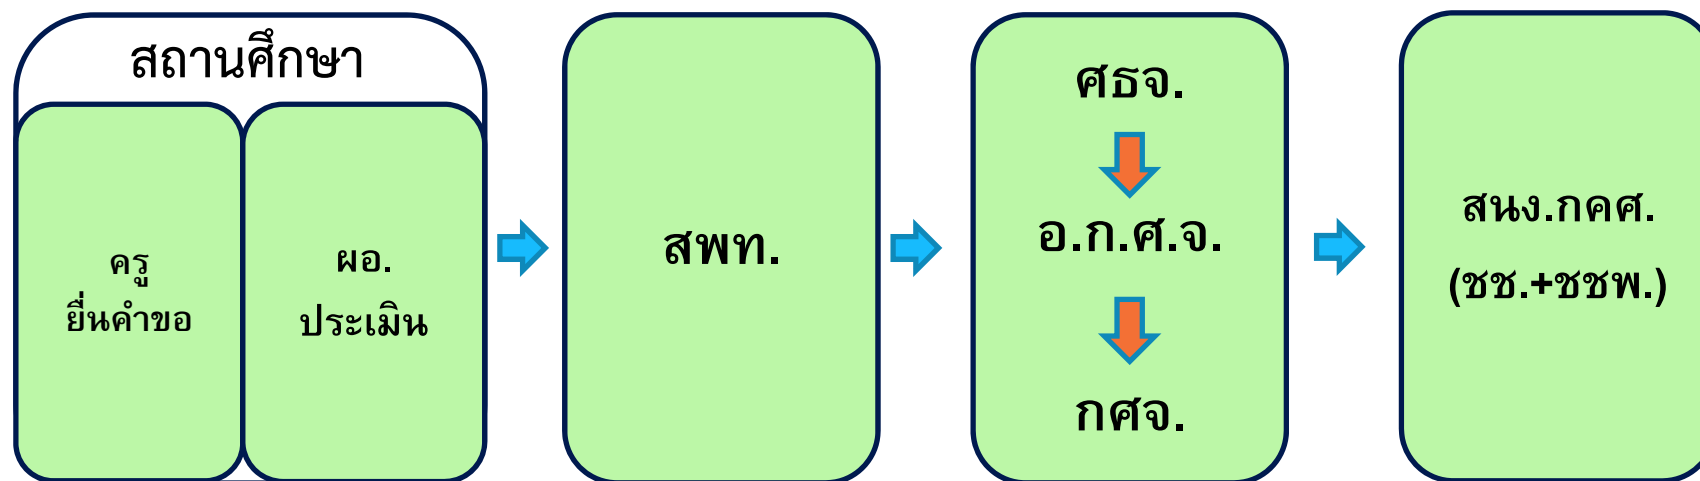 สถานศึกษา
ครู
ยื่นคำขอ
ผอ.
ประเมิน
สพท.
ศธจ.
อ.ก.ศ.จ.
กศจ.
สนง.กคศ.
(ชช.+ชชพ.)